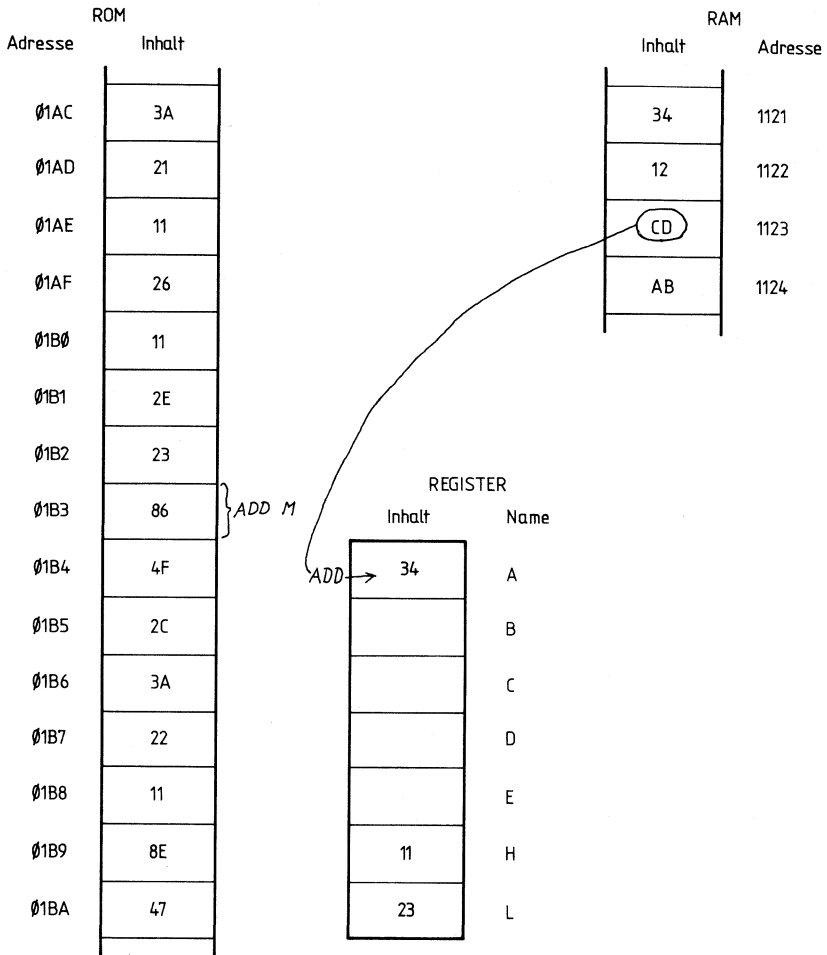 ROM
Adresse Inhalt
Ø1AC 3A
Ø1AD 21
Ø1AE 11
Ø1AF 26
Ø1BØ 11
Ø1B1 2E
Ø1B2 23
Ø1B3 86 ADD M
Ø1B4 4F
Ø1B5 2C
Ø1B6 3A
Ø1B7 22
Ø1B8 11
Ø1B9 8E
Ø1BA 47
RAM
Inhalt Adresse
34 1121
12 1122
CD 1123
AB 1124
REGISTER
Inhalt Name
ADD 34 A
B
C
D
E
11 H
23 L